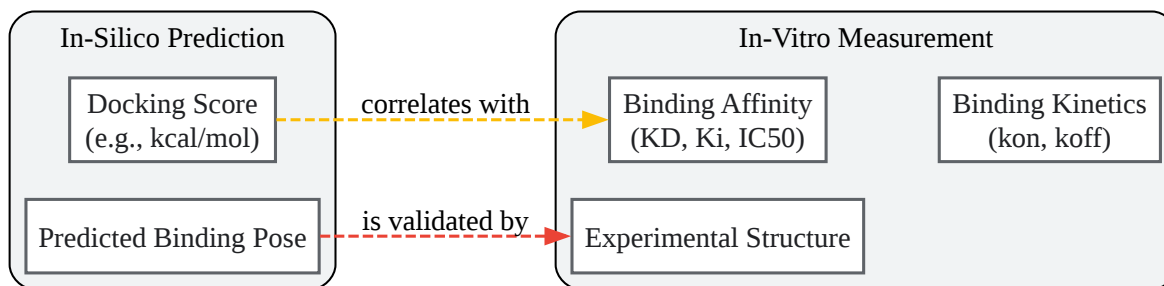 In-Silico Prediction
In-Vitro Measurement
Docking Score
(e.g., kcal/mol)
correlates with
Binding Affinity
(KD, Ki, IC50)
Binding Kinetics
(kon, koff)
Predicted Binding Pose
is validated by
Experimental Structure